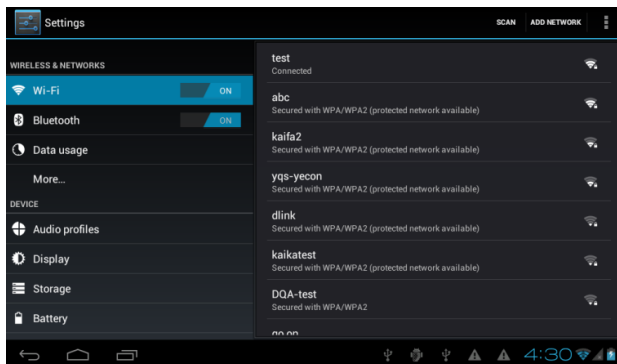 Settings
SCAN
ADD NETWORK
WIRELESS & NETWORKS
Wi-Fi
ON
Bluetooth
ON
Data usage
More...
DEVICE
Audio profiles
Display
Storage
Battery
test
Connected
abc
Secured with WPA/WPA2 (protected network available)
kaifa2
Secured with WPA/WPA2 (protected network available)
yqs-yecon
Secured with WPA/WPA2 (protected network available)
dlink
Secured with WPA/WPA2 (protected network available)
kaikatest
Secured with WPA/WPA2 (protected network available)
DQA-test
Secured with WPA/WPA2
4:30